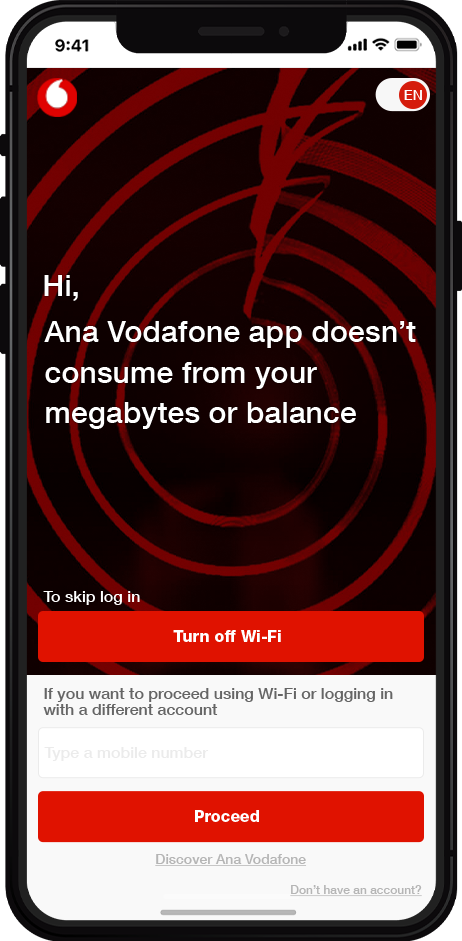 9:41
EN
Hi,
Ana Vodafone app doesn’t
consume from your
megabytes or balance
To skip log in
Turn off Wi-Fi
If you want to proceed using Wi-Fi or logging in
with a different account
Type a mobile number
Proceed
Discover Ana Vodafone
Don’t have an account?